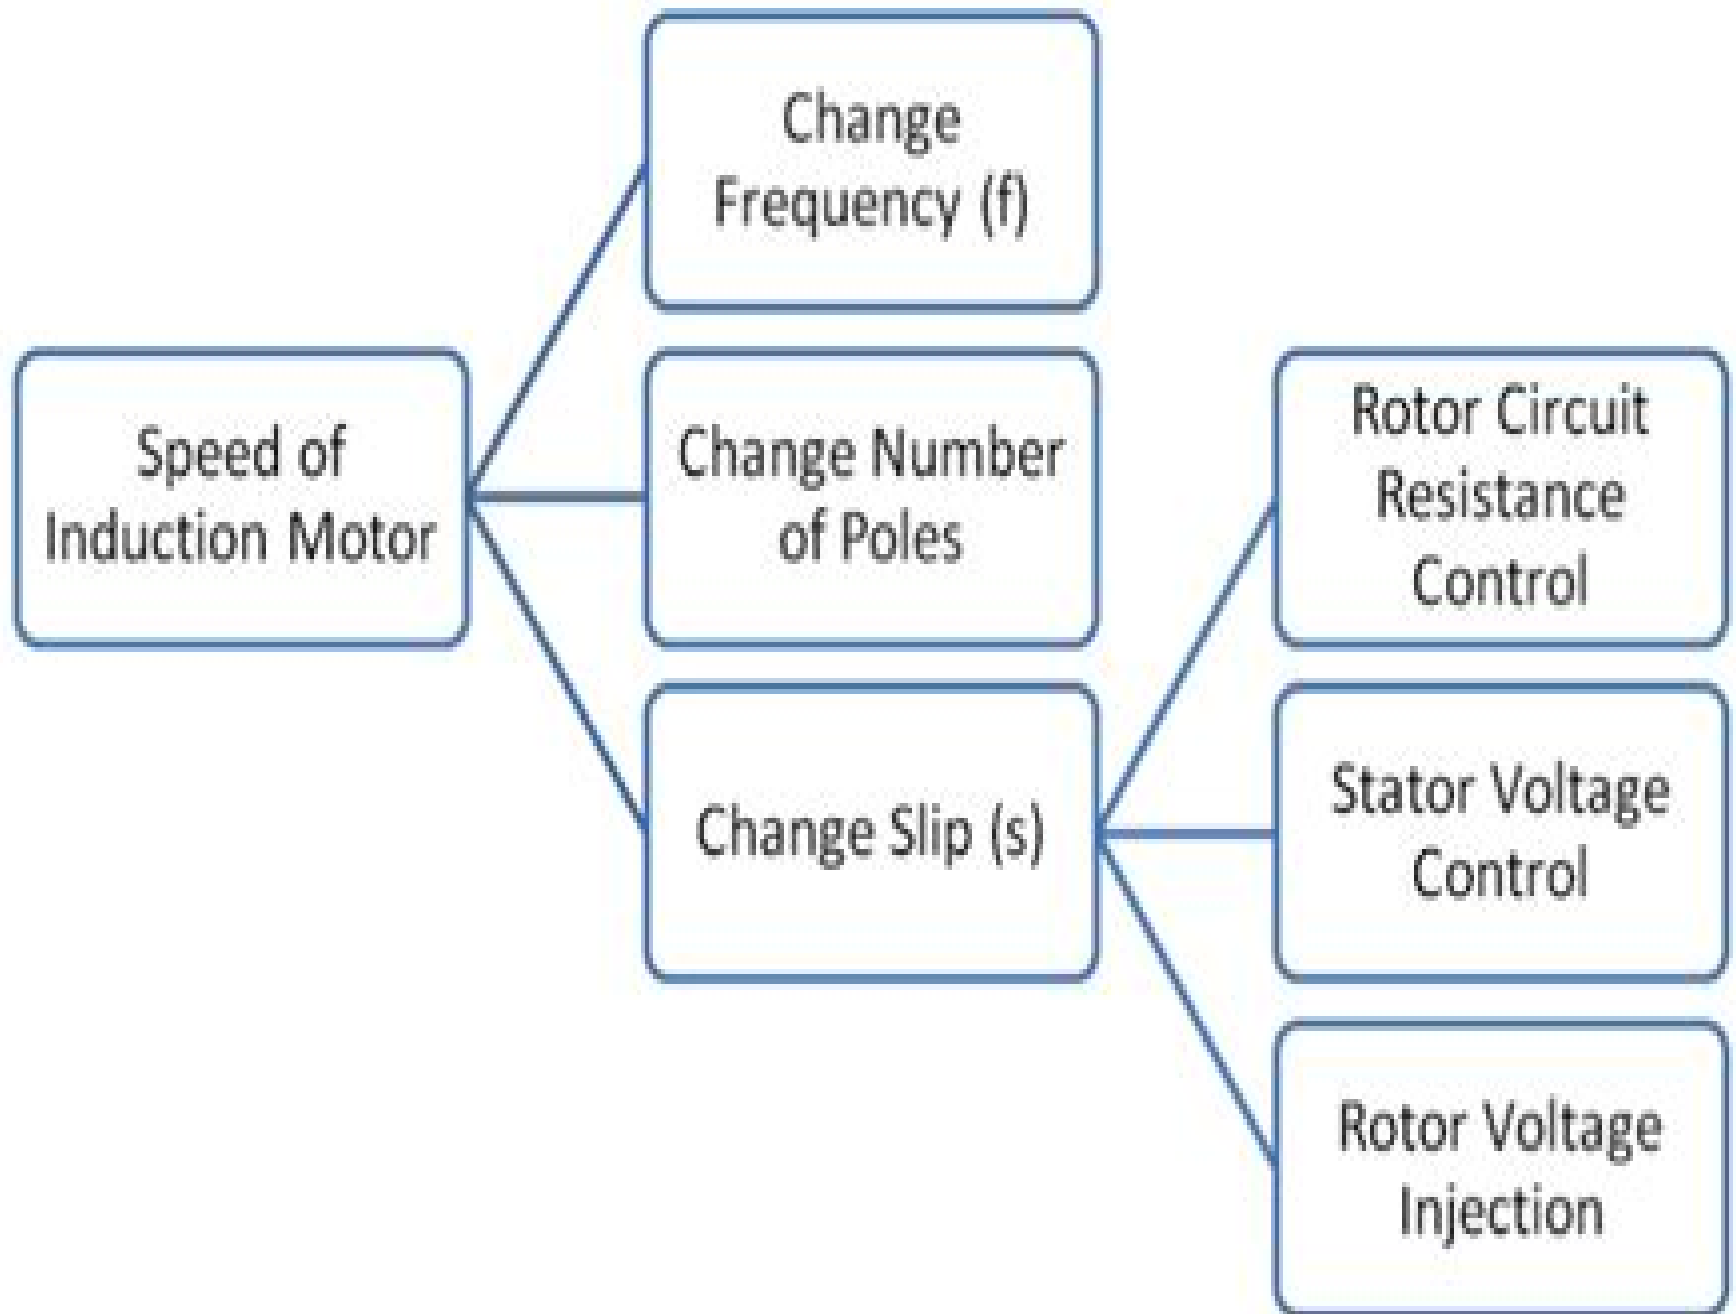 Change
Frequency (f)
Speed of
Induction Motor
Change Number
of Poles
Change Slip (s)
Rotor Circuit
Resistance
Control
Stator Voltage
Control
Rotor Voltage
Injection